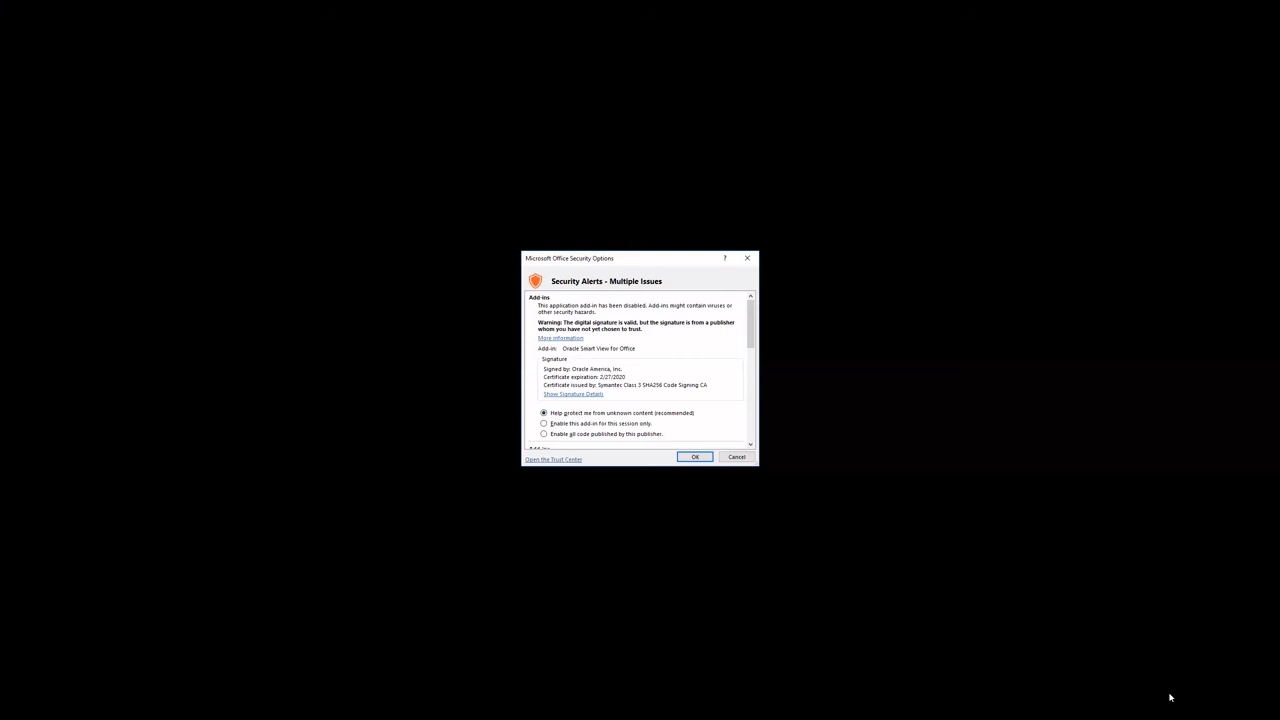 Microsoft Office Security Options
Security Alerts - Multiple Issues
Add-ins
This application add-in has been disabled. Add-ins might contain viruses or
other security hazards.
Warning: The digital signature is valid, but the signature is from a publisher
whom you have not yet chosen to trust.
More information
Add-in: Oracle Smart View for Office
Signature
Signed by: Oracle America, Inc.
Certificate expiration: 2/27/2020
Certificate issued by: Symantec Class 3 SHA256 Code Signing CA
Show Signature Details
Help protect me from unknown content (recommended)
Enable this add-in for this session only.
Enable all code published by this publisher.
Open the Trust Center
OK
Cancel